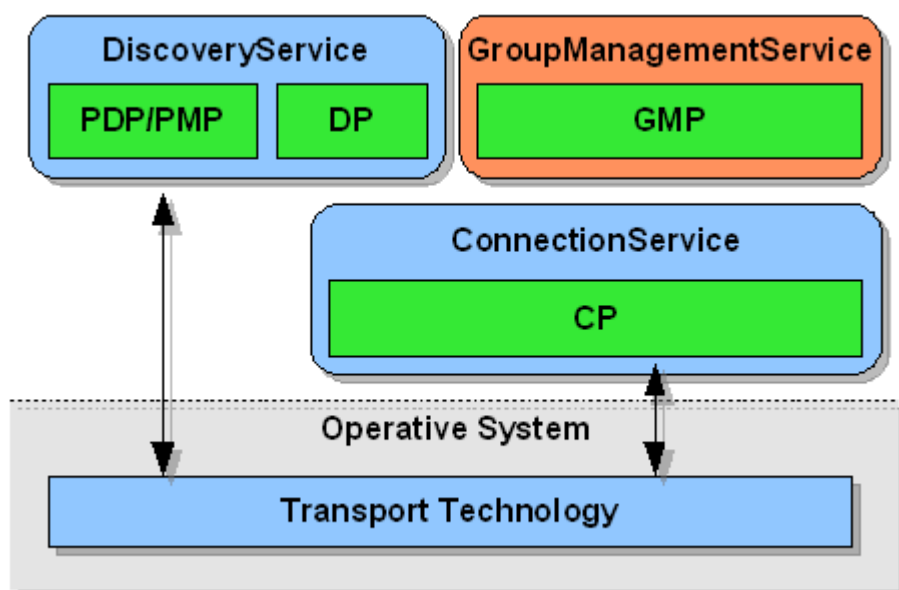 DiscoveryService
GroupManagementService
PDP/PMP
DP
GMP
ConnectionService
CP
Operative System
Transport Technology